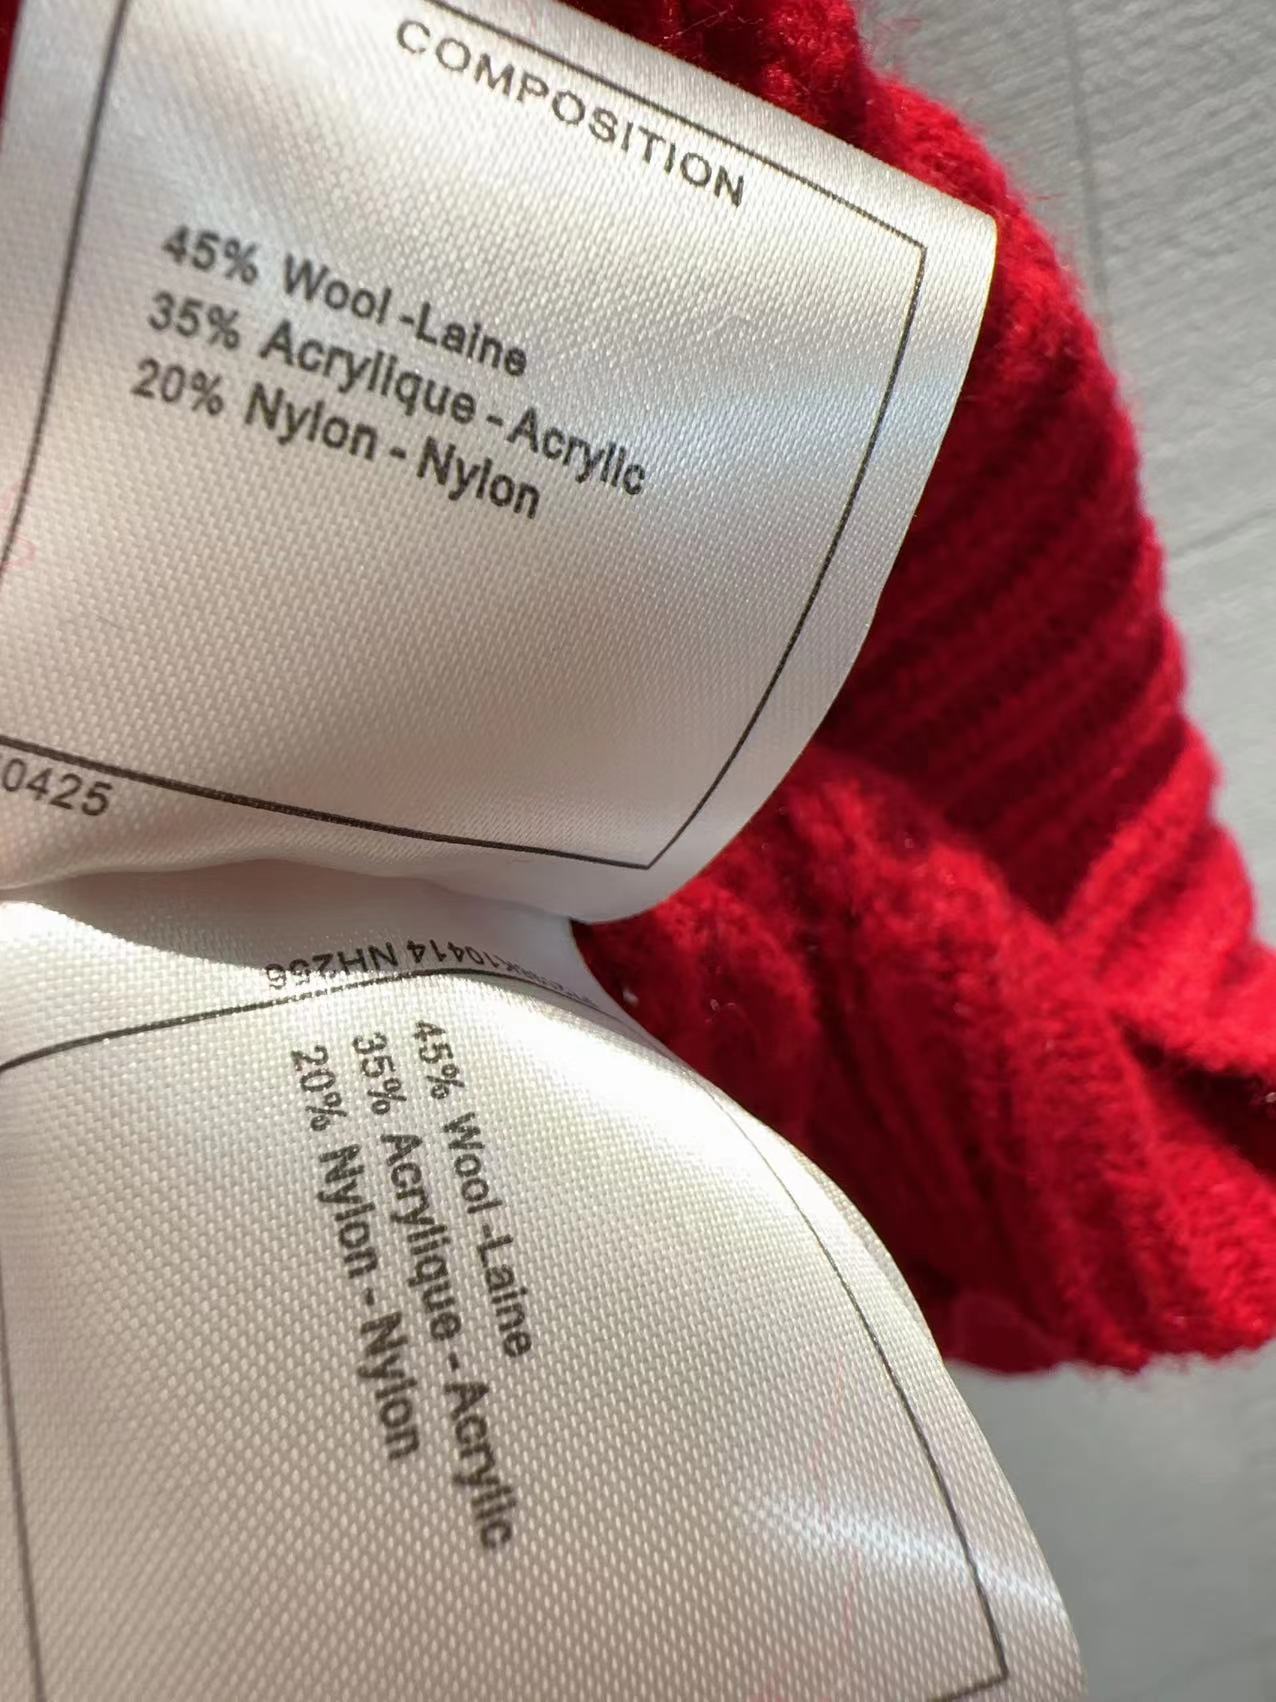 COMPOSITION
45% Wool -Laine
35% Acrylique - Acrylic
20% Nylon - Nylon
0425
K10414 NH256
45% Wool -Laine
35% Acrylique - Acrylic
20% Nylon - Nylon